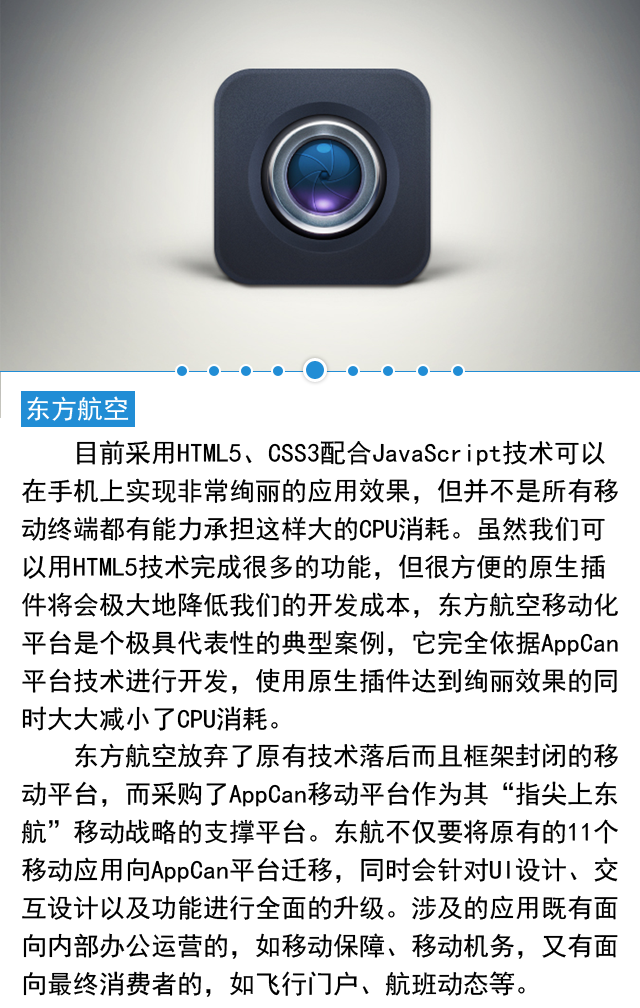 东方航空
目前采用HTML5、CSS3配合JavaScript技术可以
在手机上实现非常绚丽的应用效果，但并不是所有移
动终端都有能力承担这样大的CPU消耗。虽然我们可
以用HTML5技术完成很多的功能，但很方便的原生插
件将会极大地降低我们的开发成本，东方航空移动化
平台是个极具代表性的典型案例，它完全依据AppCan
平台技术进行开发，使用原生插件达到绚丽效果的同
时大大减小了CPU消耗。
东方航空放弃了原有技术落后而且框架封闭的移
动平台，而采购了AppCan移动平台作为其“指尖上东
航”移动战略的支撑平台。东航不仅要将原有的11个
移动应用向AppCan平台迁移，同时会针对UI设计、交
互设计以及功能进行全面的升级。涉及的应用既有面
向内部办公运营的，如移动保障、移动机务，又有面
向最终消费者的，如飞行门户、航班动态等。